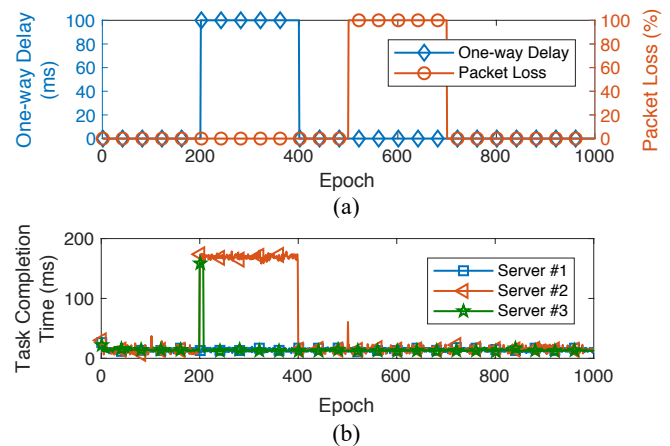 One-way Delay
(ms)
100
80
60
40
20
0
100
80
60
40
20
0
Packet Loss (%)
One-way Delay
Packet Loss
0
200
400
600
800
1000
Epoch
(a)
Task Completion
Time (ms)
200
100
0
Server #1
Server #2
Server #3
0
200
400
600
800
1000
Epoch
(b)